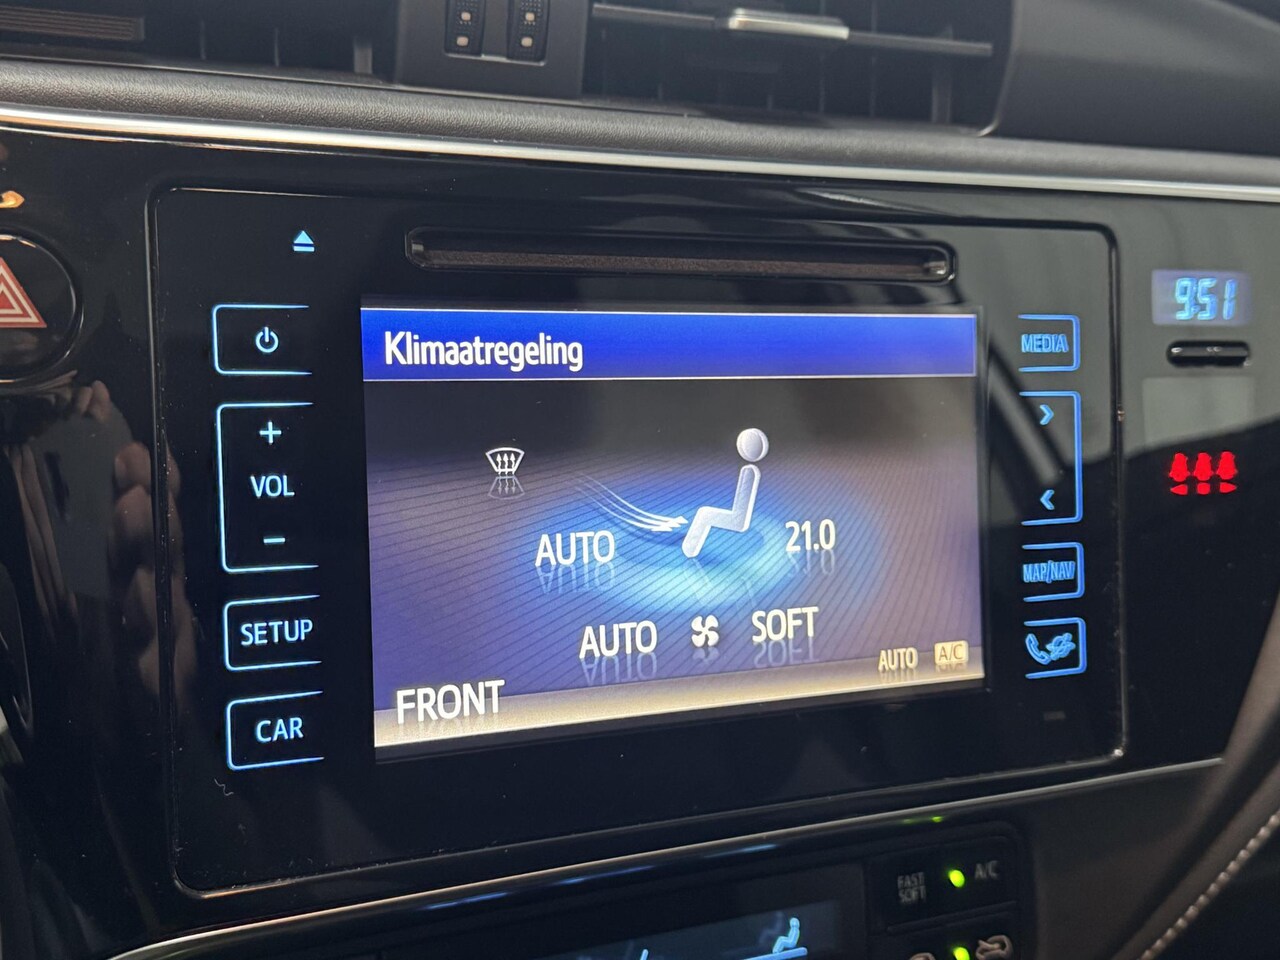 Klimaatregeling
AUTO
21.0
AUTO
SOFT
AUTO A/C
FRONT
VOL
SETUP
CAR
MEDIA
MAP/NAV
9:51
FAST
SOFT
A/C